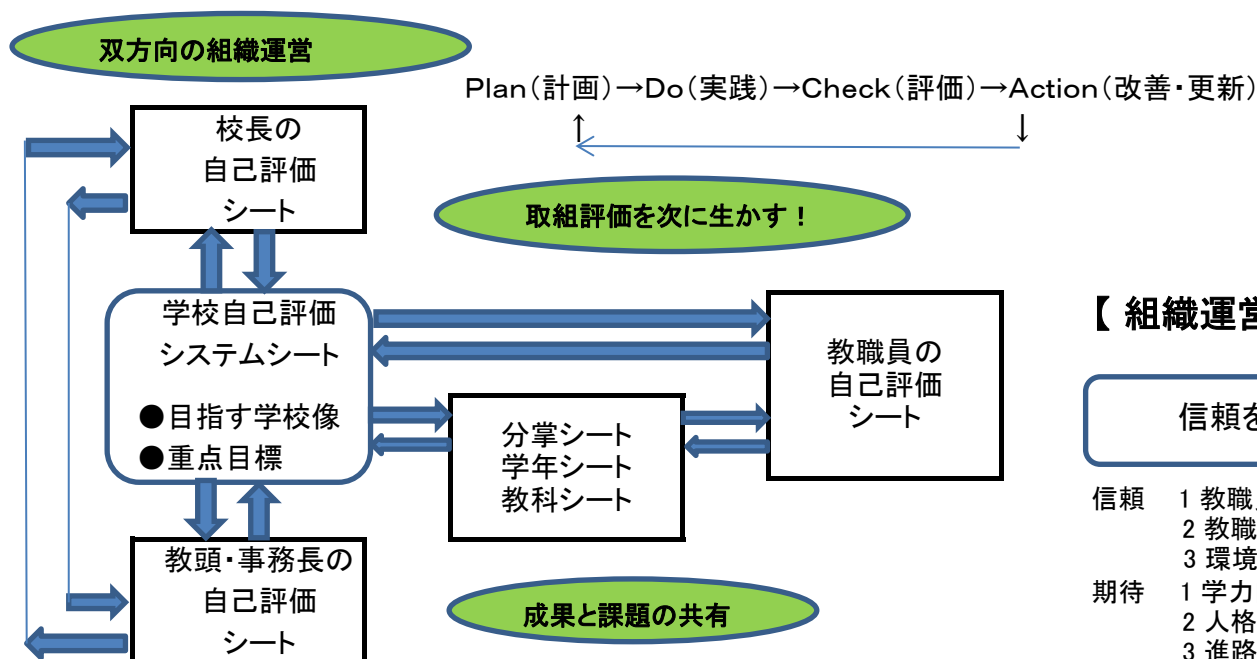 双方向の組織運営
Plan(計画)→Do(実践)→Check(評価)→Action(改善・更新)
↑ ↓
校長の
自己評価
シート
取組評価を次に生かす！
学校自己評価
システムシート
●目指す学校像
●重点目標
教職員の
自己評価
シート
分掌シート
学年シート
教科シート
教頭・事務長の
自己評価
シート
成果と課題の共有
【 組織運営
信頼を
信頼 1 教職
2 教職
3 環境
期待 1 学力
2 人格
3 進路